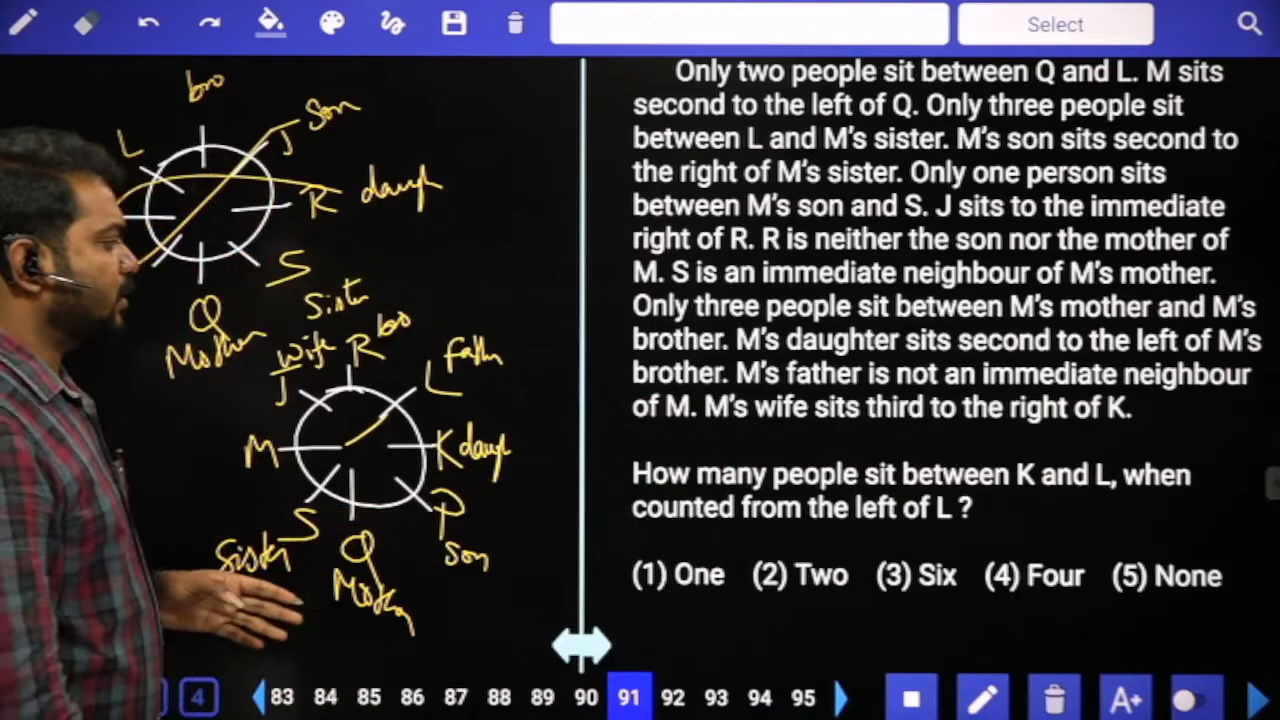 Select
Only two people sit between Q and L. M sits
second to the left of Q. Only three people sit
between L and M's sister. M's son sits second to
the right of M's sister. Only one person sits
between M's son and S. J sits to the immediate
right of R. R is neither the son nor the mother of
M. S is an immediate neighbour of M's mother.
Only three people sit between M's mother and M's
brother. M's daughter sits second to the left of M's
brother. M's father is not an immediate neighbour
of M. M's wife sits third to the right of K.
How many people sit between K and L, when
counted from the left of L ?
(1) One (2) Two (3) Six (4) Four (5) None
bro
L
J Son
R daugh
S
Sister
Q
Mother
wife
J
R bro
L Father
M
K daugh
S
Sister
Q
Mother
P
son
4 83 84 85 86 87 88 89 90 91 92 93 94 95
A+